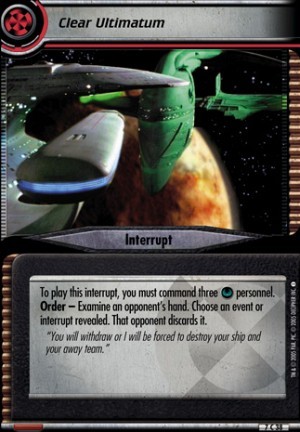 Clear Ultimatum
Interrupt
To play this interrupt, you must command three personnel.
Order – Examine an opponent's hand. Choose an event or
interrupt revealed. That opponent discards it.
"You will withdraw or I will be forced to destroy your ship and
your away team."
7 C 38